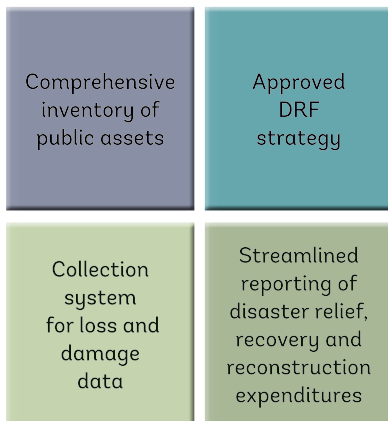 Comprehensive
inventory of
public assets
Approved
DRF
strategy
Collection
system
for loss and
damage
data
Streamlined
reporting of
disaster relief,
recovery and
reconstruction
expenditures